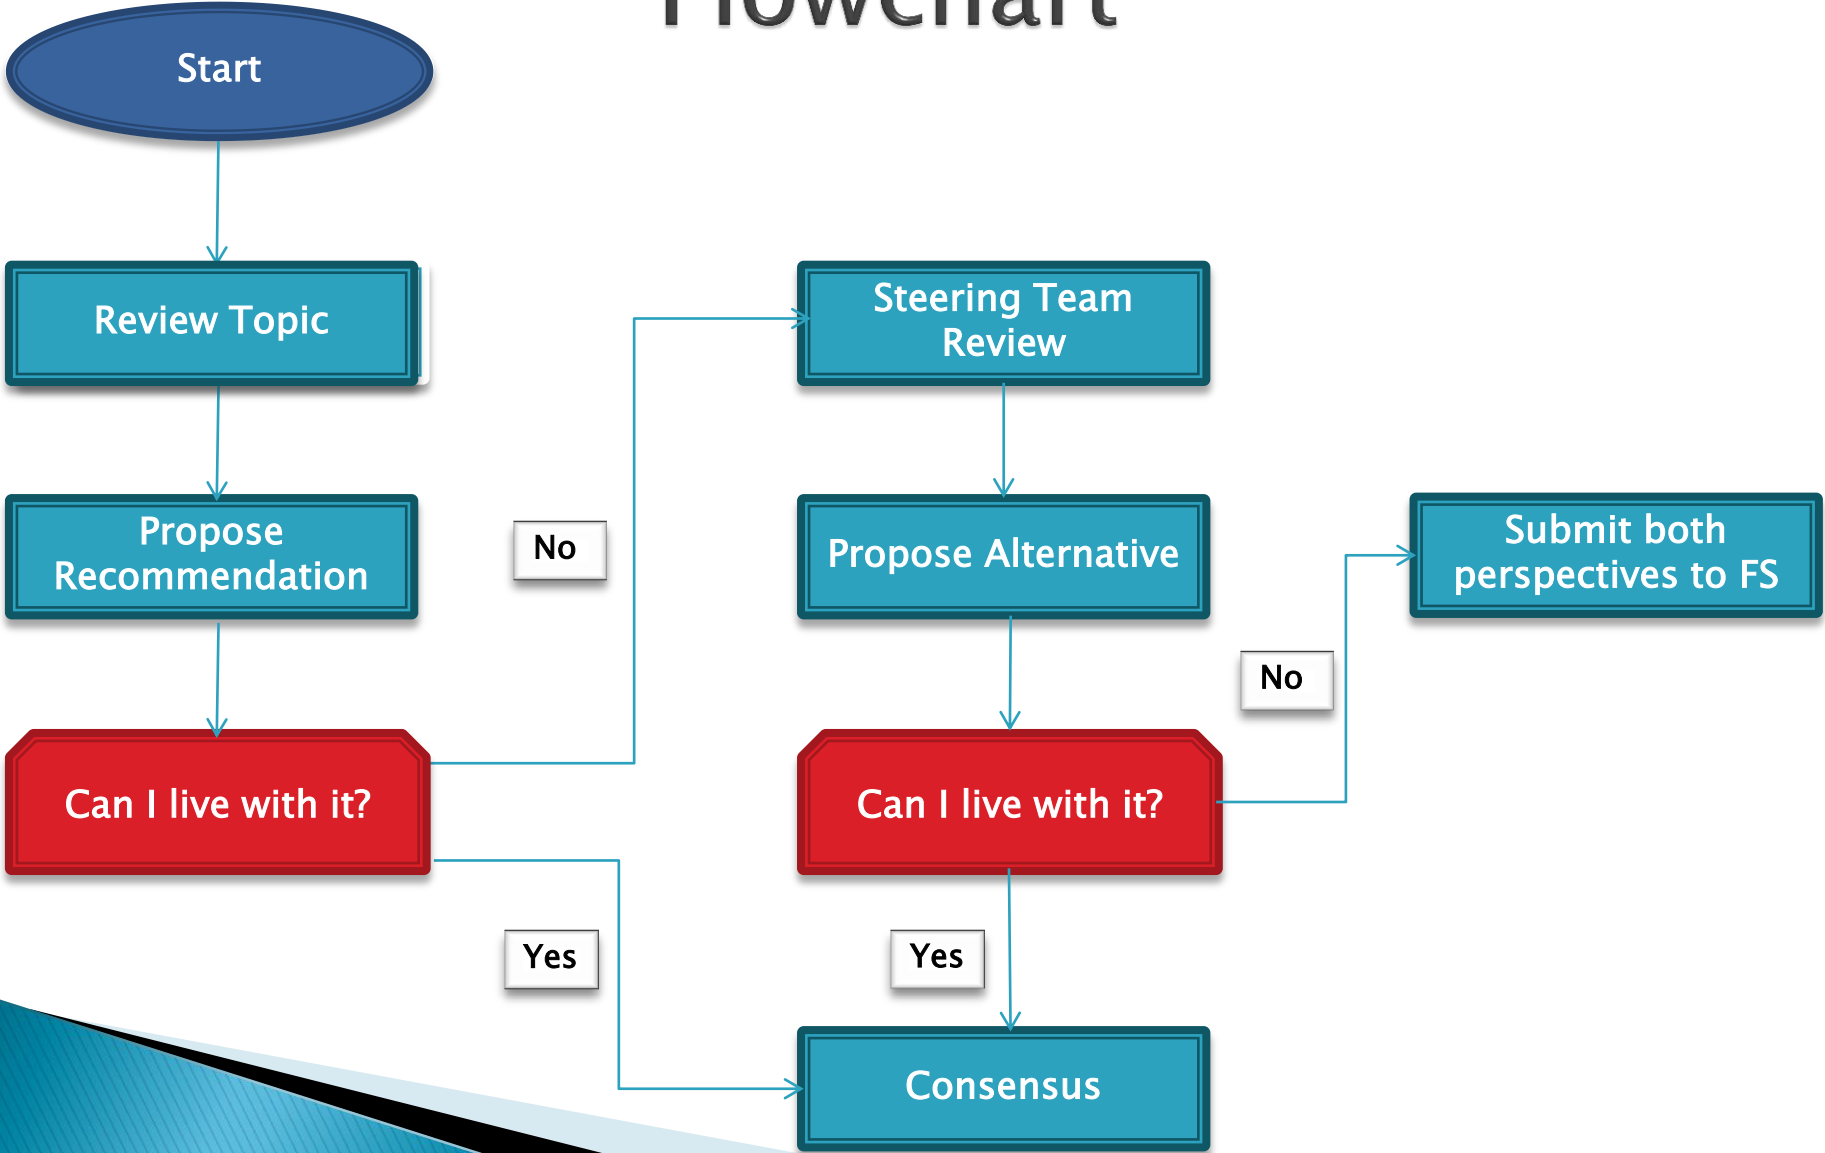 Flowchart
Start
Review Topic
Propose
Recommendation
Can I live with it?
No
Yes
Steering Team
Review
Propose Alternative
Can I live with it?
No
Yes
Submit both
perspectives to FS
Consensus